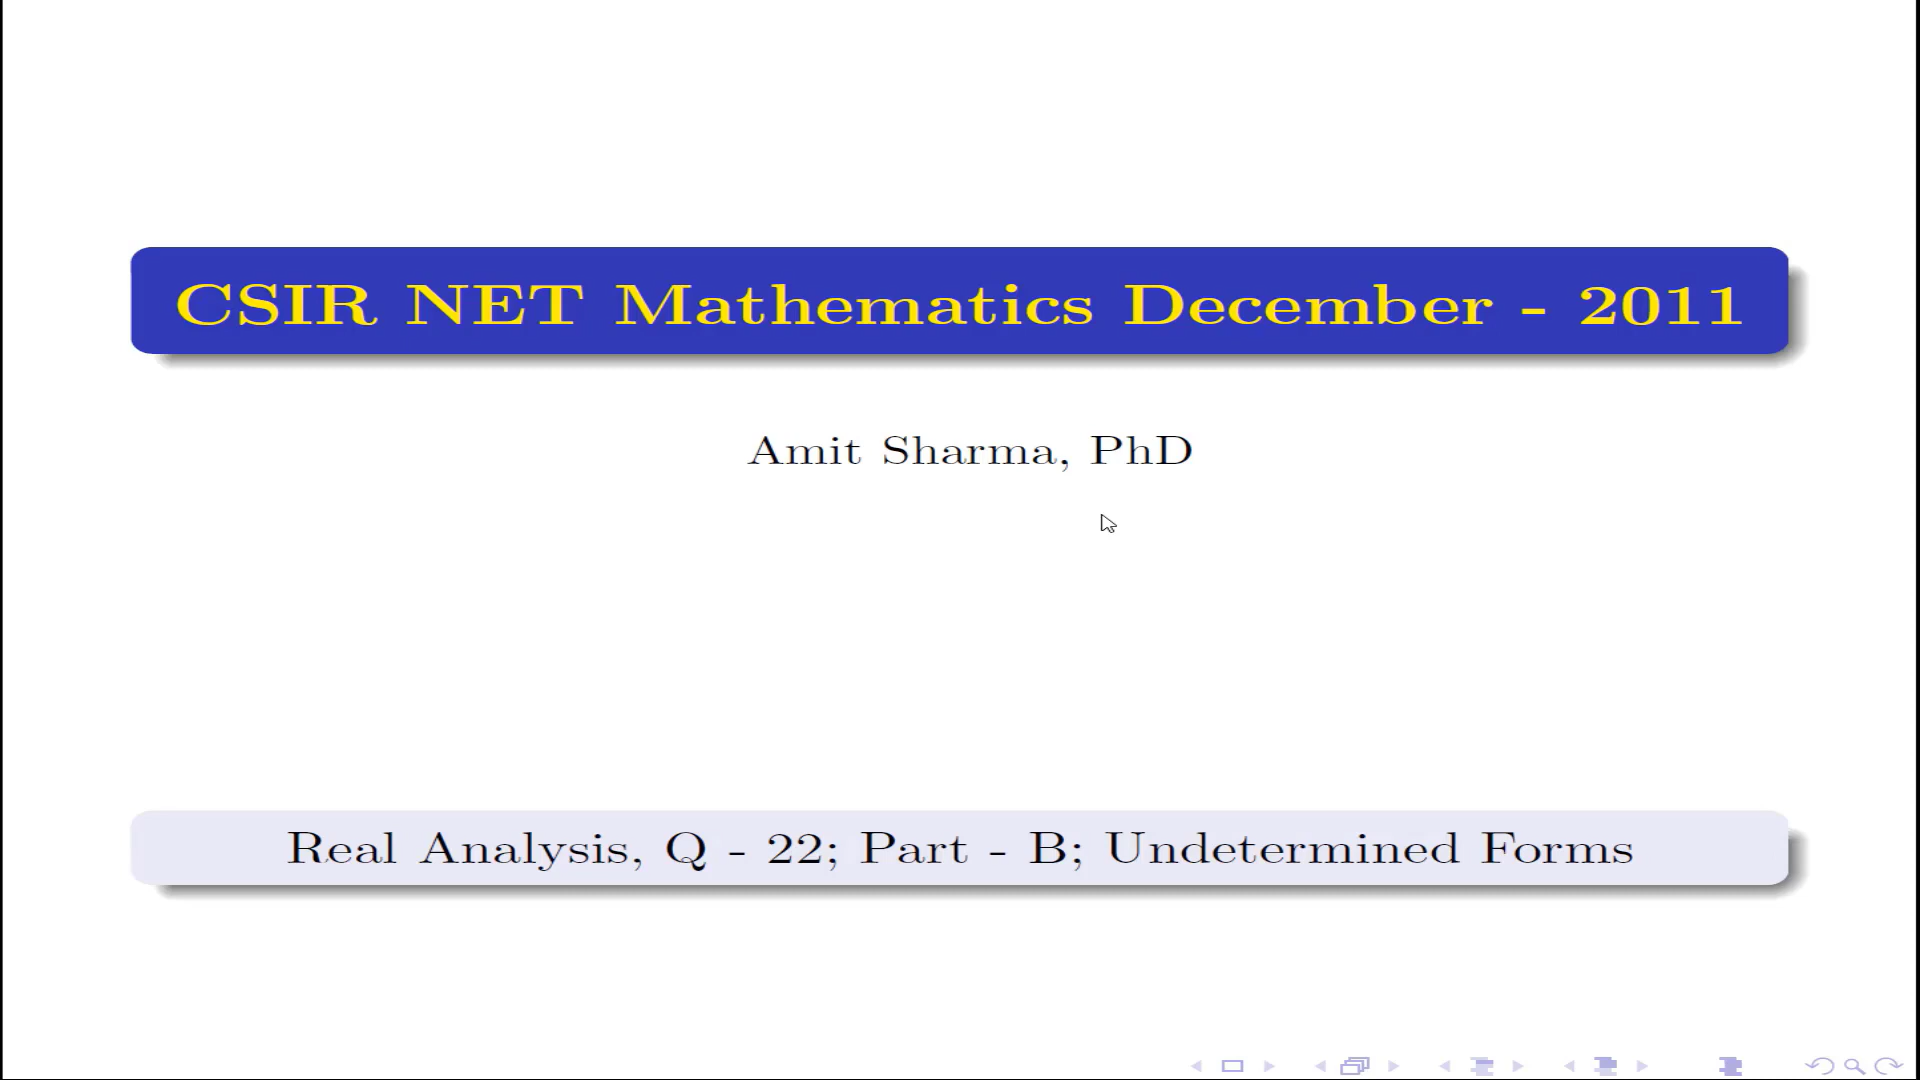 CSIR NET Mathematics December - 2011
Amit Sharma, PhD
Real Analysis, Q - 22; Part - B; Undetermined Forms